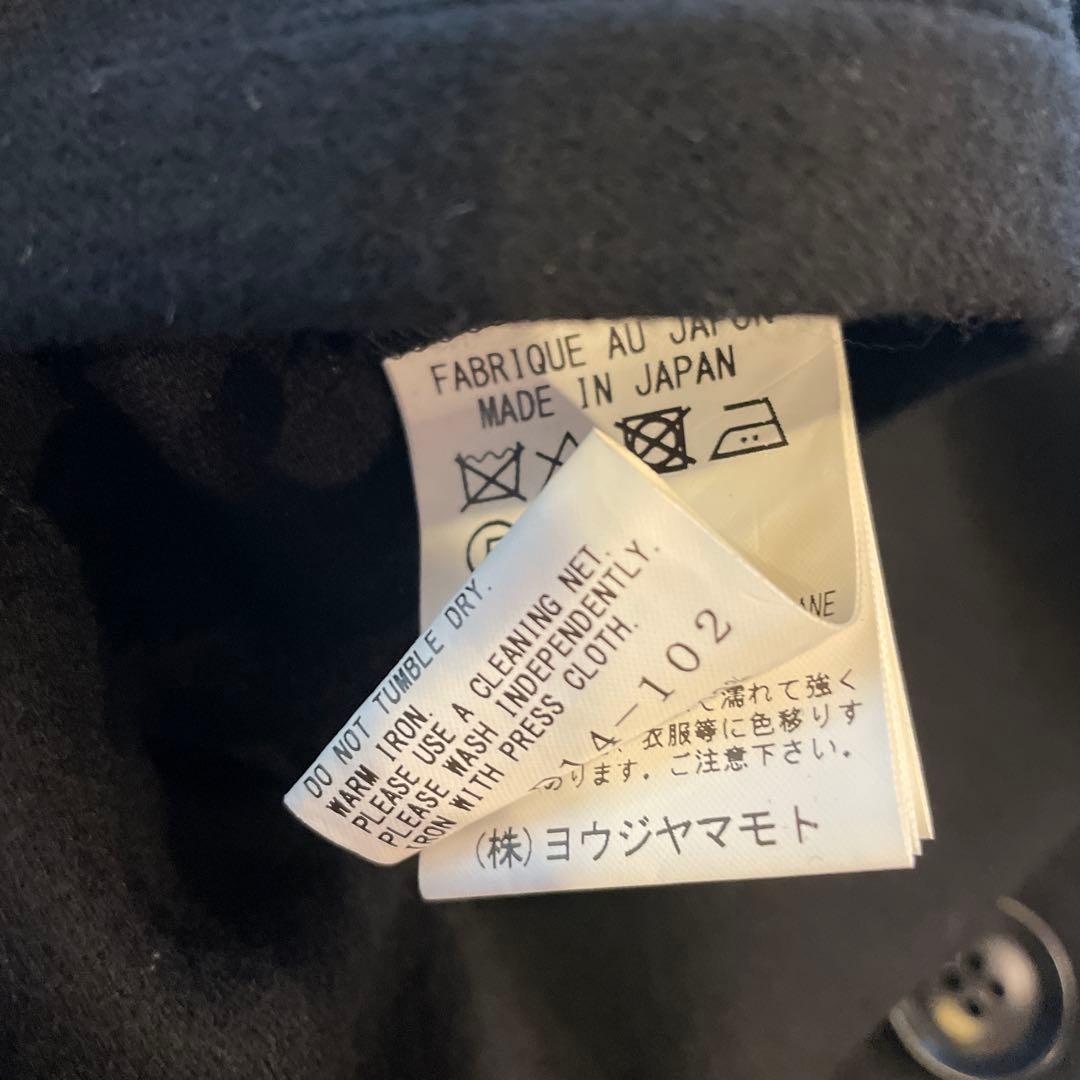 FABRIQUE AU JAPON
MADE IN JAPAN
DO NOT TUMBLE DRY.
WARM IRON.
PLEASE USE A CLEANING NET.
PLEASE WASH INDEPENDENTLY.
IRON WITH PRESS CLOTH.
4-102
濡れて強く
、衣服等に色移りす
ります。ご注意下さい。
(株)ヨウジヤマモト